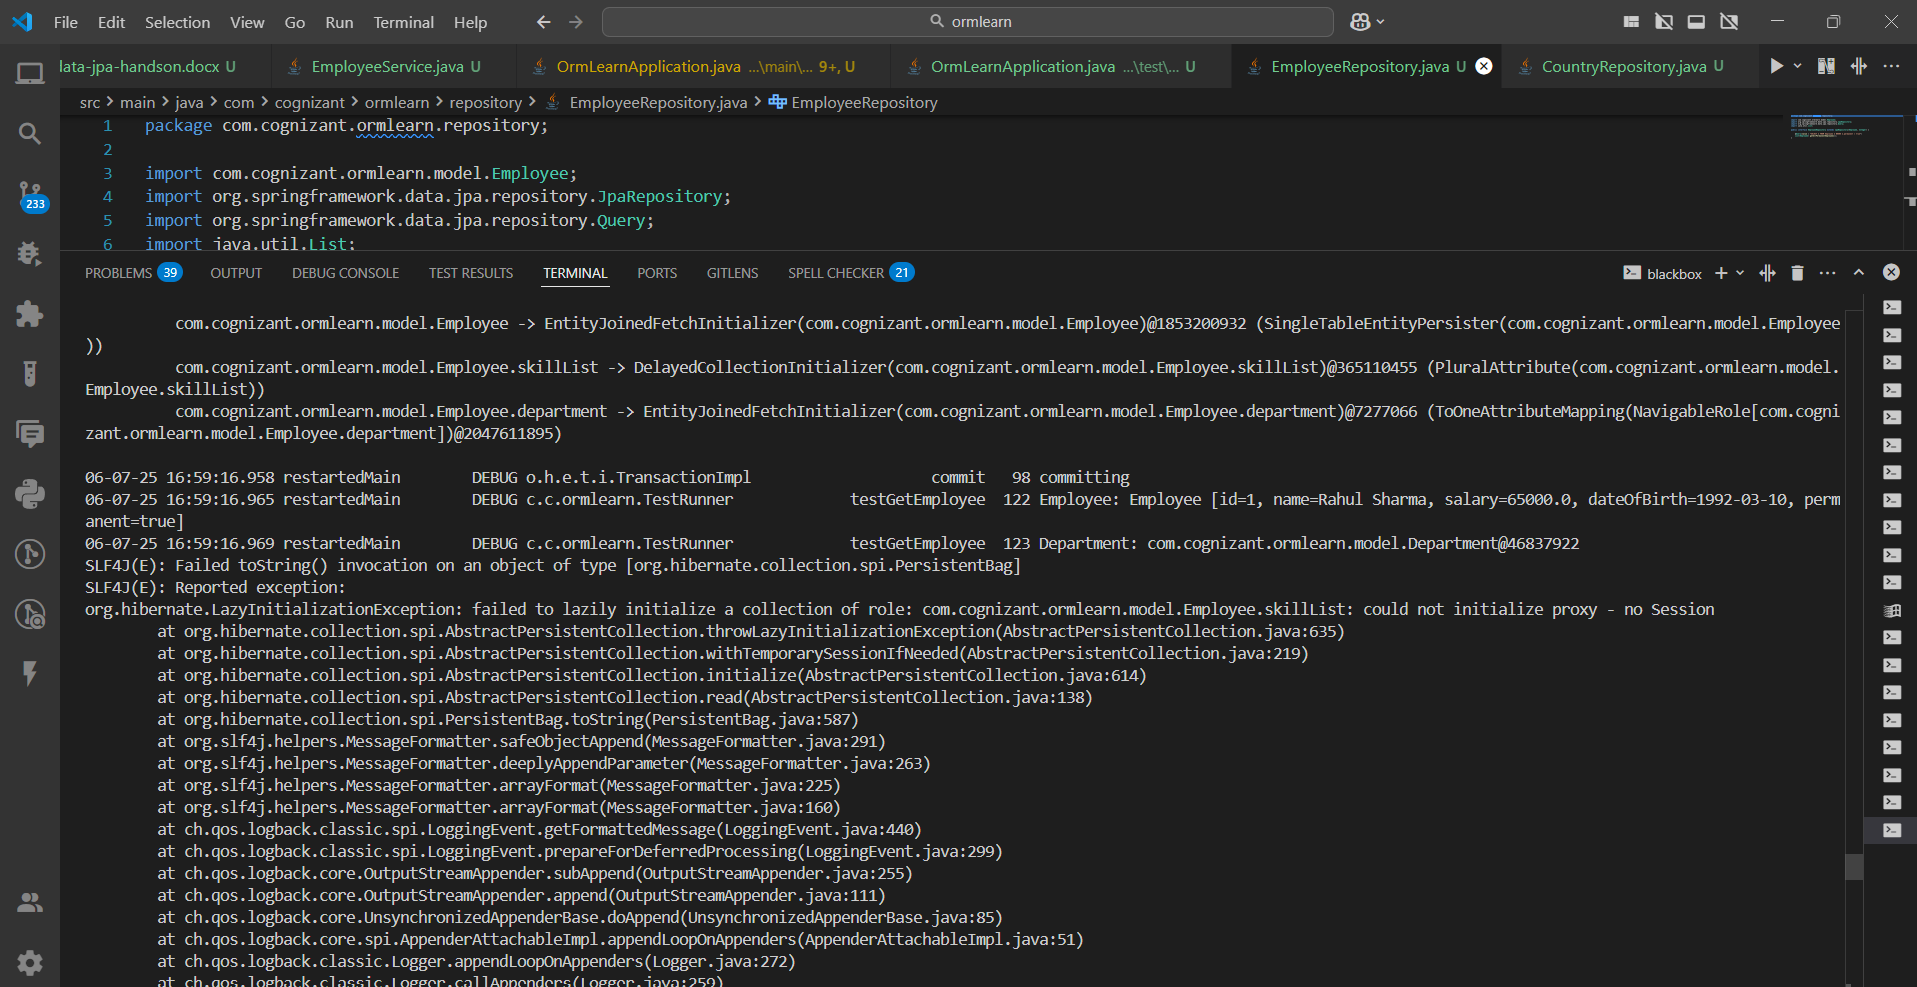 File Edit Selection View Go Run Terminal Help ormlearn
data-jpa-handson.docx U EmployeeService.java U OrmLearnApplication.java ...\main\... 9+, U OrmLearnApplication.java ...\test\... U EmployeeRepository.java U CountryRepository.java U
src > main > java > com > cognizant > ormlearn > repository > EmployeeRepository.java > EmployeeRepository
1 package com.cognizant.ormlearn.repository;
2
3 import com.cognizant.ormlearn.model.Employee;
4 import org.springframework.data.jpa.repository.JpaRepository;
5 import org.springframework.data.jpa.repository.Query;
6 import java.util.List;
233
PROBLEMS 39 OUTPUT DEBUG CONSOLE TEST RESULTS TERMINAL PORTS GITLENS SPELL CHECKER 21 blackbox
com.cognizant.ormlearn.model.Employee -> EntityJoinedFetchInitializer(com.cognizant.ormlearn.model.Employee)@1853200932 (SingleTableEntityPersister(com.cognizant.ormlearn.model.Employee
))
com.cognizant.ormlearn.model.Employee.skillList -> DelayedCollectionInitializer(com.cognizant.ormlearn.model.Employee.skillList)@365110455 (PluralAttribute(com.cognizant.ormlearn.model.
Employee.skillList))
com.cognizant.ormlearn.model.Employee.department -> EntityJoinedFetchInitializer(com.cognizant.ormlearn.model.Employee.department)@7277066 (ToOneAttributeMapping(NavigableRole[com.cogni
zant.ormlearn.model.Employee.department])@2047611895)
06-07-25 16:59:16.958 restartedMain DEBUG o.h.e.t.i.TransactionImpl commit 98 committing
06-07-25 16:59:16.965 restartedMain DEBUG c.c.ormlearn.TestRunner testGetEmployee 122 Employee: Employee [id=1, name=Rahul Sharma, salary=65000.0, dateOfBirth=1992-03-10, perm
anent=true]
06-07-25 16:59:16.969 restartedMain DEBUG c.c.ormlearn.TestRunner testGetEmployee 123 Department: com.cognizant.ormlearn.model.Department@46837922
SLF4J(E): Failed toString() invocation on an object of type [org.hibernate.collection.spi.PersistentBag]
SLF4J(E): Reported exception:
org.hibernate.LazyInitializationException: failed to lazily initialize a collection of role: com.cognizant.ormlearn.model.Employee.skillList: could not initialize proxy - no Session
at org.hibernate.collection.spi.AbstractPersistentCollection.throwLazyInitializationException(AbstractPersistentCollection.java:635)
at org.hibernate.collection.spi.AbstractPersistentCollection.withTemporarySessionIfNeeded(AbstractPersistentCollection.java:219)
at org.hibernate.collection.spi.AbstractPersistentCollection.initialize(AbstractPersistentCollection.java:614)
at org.hibernate.collection.spi.AbstractPersistentCollection.read(AbstractPersistentCollection.java:138)
at org.hibernate.collection.spi.PersistentBag.toString(PersistentBag.java:587)
at org.slf4j.helpers.MessageFormatter.safeObjectAppend(MessageFormatter.java:291)
at org.slf4j.helpers.MessageFormatter.deeplyAppendParameter(MessageFormatter.java:263)
at org.slf4j.helpers.MessageFormatter.arrayFormat(MessageFormatter.java:225)
at org.slf4j.helpers.MessageFormatter.arrayFormat(MessageFormatter.java:160)
at ch.qos.logback.classic.spi.LoggingEvent.getFormattedMessage(LoggingEvent.java:440)
at ch.qos.logback.classic.spi.LoggingEvent.prepareForDeferredProcessing(LoggingEvent.java:299)
at ch.qos.logback.core.OutputStreamAppender.subAppend(OutputStreamAppender.java:255)
at ch.qos.logback.core.OutputStreamAppender.append(OutputStreamAppender.java:111)
at ch.qos.logback.core.UnsynchronizedAppenderBase.doAppend(UnsynchronizedAppenderBase.java:85)
at ch.qos.logback.core.spi.AppenderAttachableImpl.appendLoopOnAppenders(AppenderAttachableImpl.java:51)
at ch.qos.logback.classic.Logger.appendLoopOnAppenders(Logger.java:272)
at ch.qos.logback.classic.Logger.callAppenders(Logger.java:259)